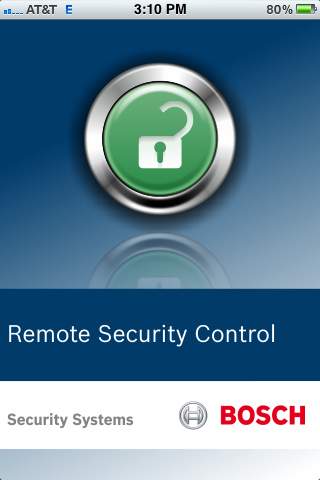 AT&T E 3:10 PM 80%
Remote Security Control
Security Systems BOSCH